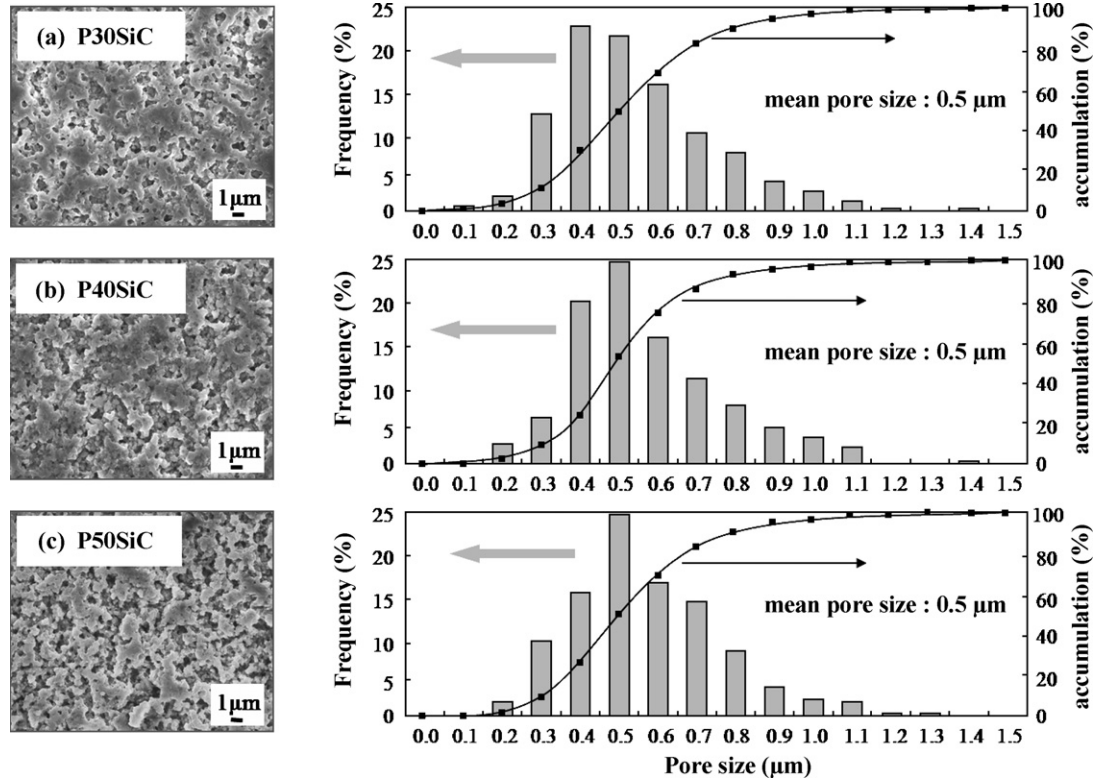 (a) P30SiC
1μm
Frequency (%)
25
20
15
10
5
0
mean pore size : 0.5 μm
100
80
60
40
20
0
accumulation (%)
0.0 0.1 0.2 0.3 0.4 0.5 0.6 0.7 0.8 0.9 1.0 1.1 1.2 1.3 1.4 1.5
(b) P40SiC
1μm
Frequency (%)
25
20
15
10
5
0
mean pore size : 0.5 μm
100
80
60
40
20
0
accumulation (%)
0.0 0.1 0.2 0.3 0.4 0.5 0.6 0.7 0.8 0.9 1.0 1.1 1.2 1.3 1.4 1.5
(c) P50SiC
1μm
Frequency (%)
25
20
15
10
5
0
mean pore size : 0.5 μm
100
80
60
40
20
0
accumulation (%)
0.0 0.1 0.2 0.3 0.4 0.5 0.6 0.7 0.8 0.9 1.0 1.1 1.2 1.3 1.4 1.5
Pore size (μm)